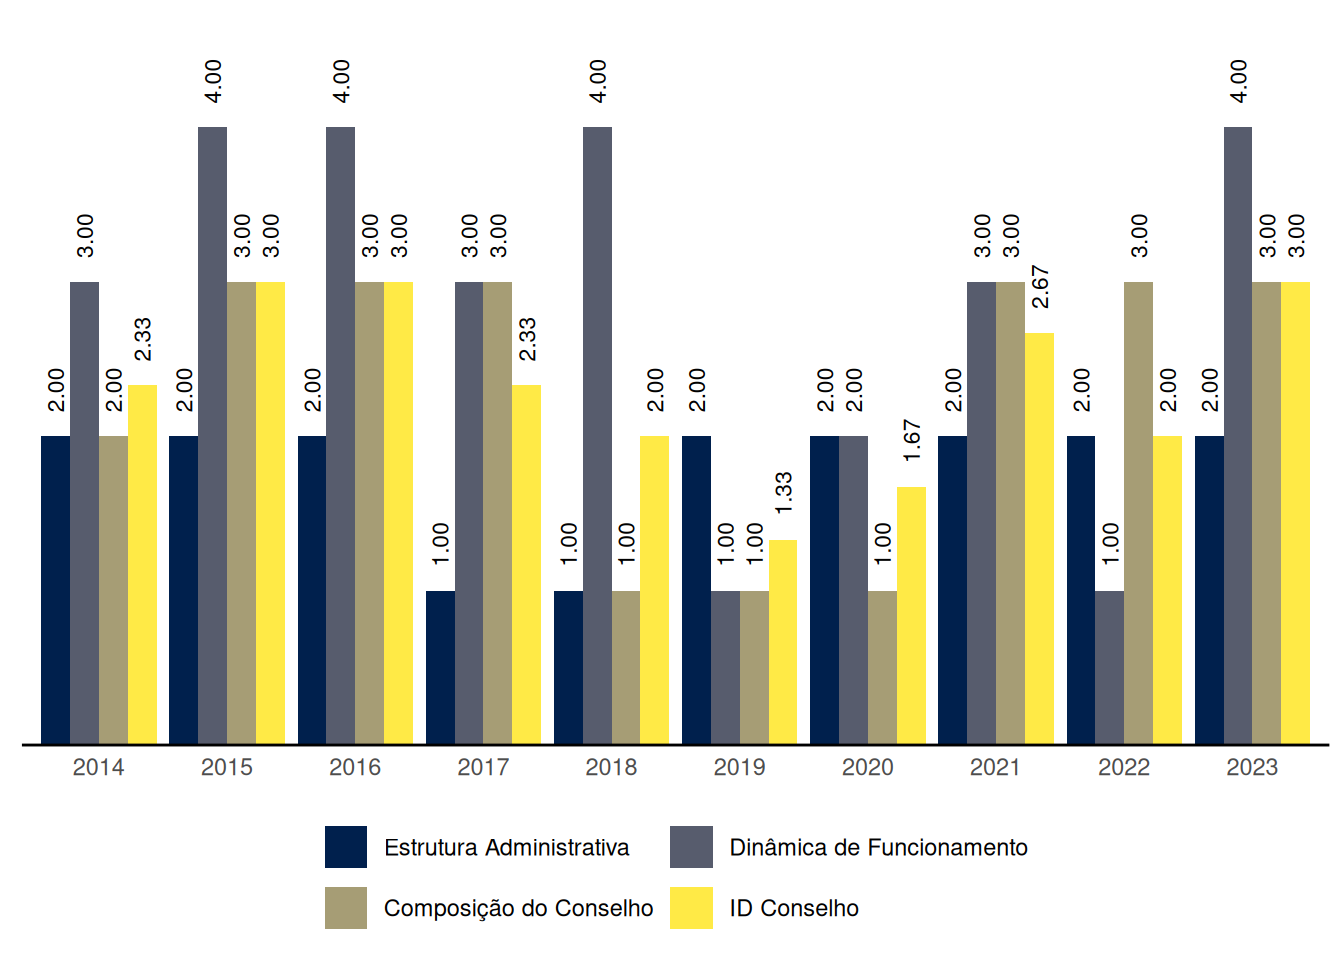 4.00 4.00 4.00 4.00
3.00 3.00 3.00 3.00 3.00 3.00 3.00 3.00 3.00 3.00 3.00 3.00
2.67
2.33 2.33
2.00 2.00 2.00 2.00 2.00 2.00 2.00 2.00 2.00 2.00 2.00 2.00
1.67
1.33
1.00 1.00 1.00 1.00 1.00 1.00 1.00
2014 2015 2016 2017 2018 2019 2020 2021 2022 2023
Estrutura Administrativa Dinâmica de Funcionamento
Composição do Conselho ID Conselho